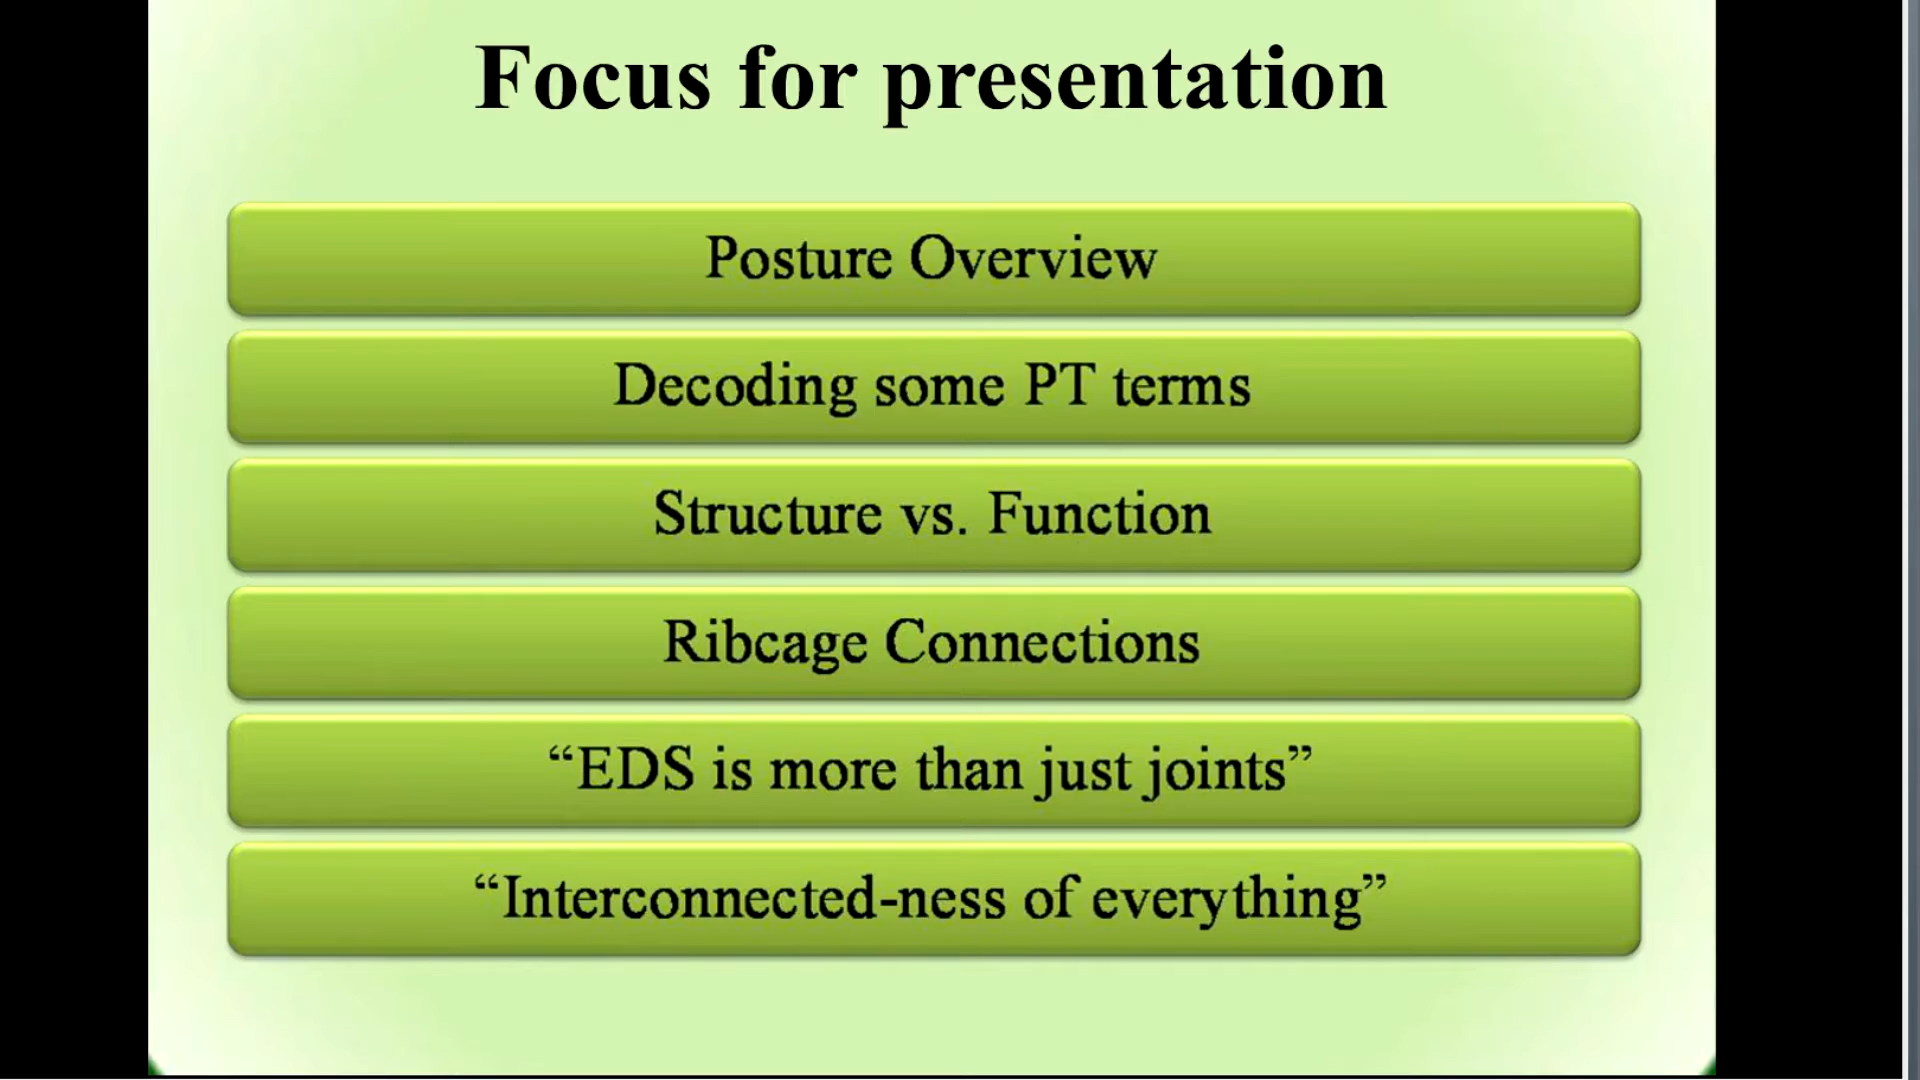 Focus for presentation
Posture Overview
Decoding some PT terms
Structure vs. Function
Ribcage Connections
“EDS is more than just joints”
“Interconnected-ness of everything”